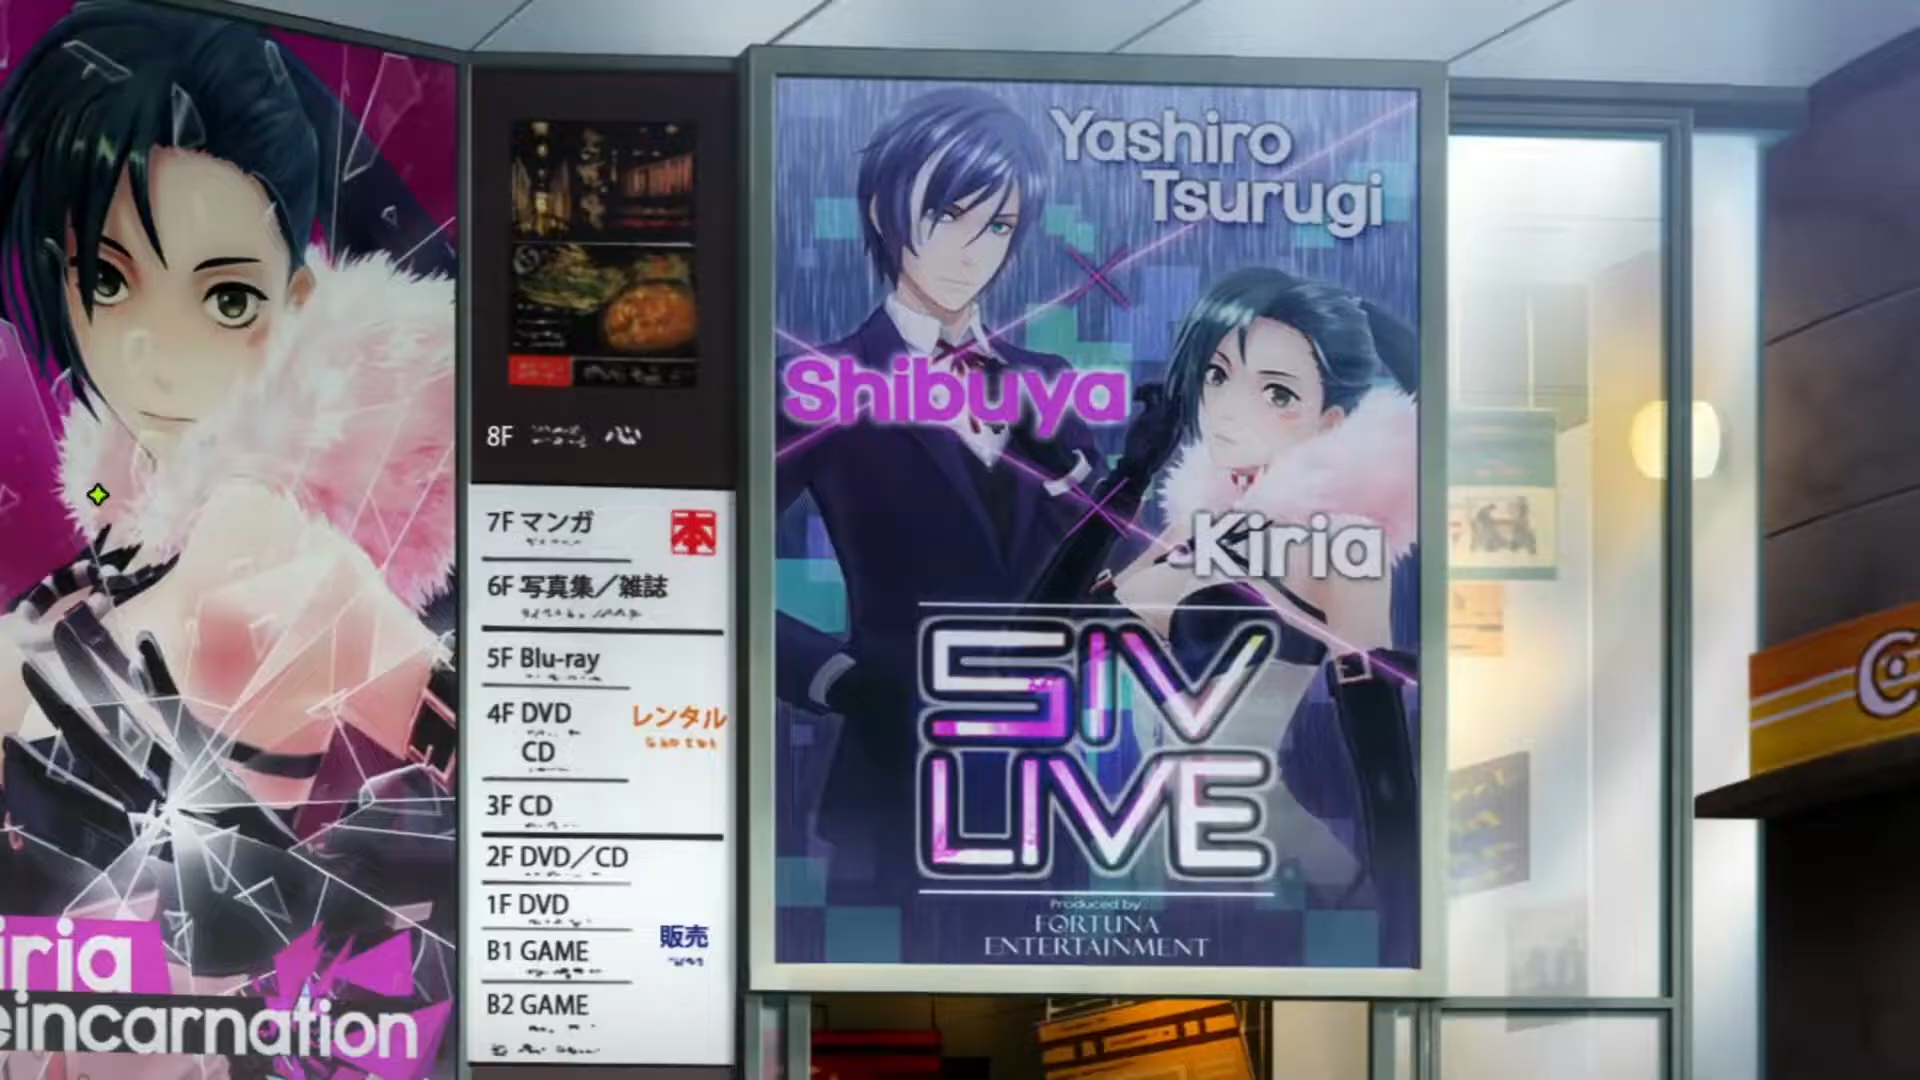 iria
eincarnation
8F 心
7F マンガ
本
6F 写真集／雑誌
5F Blu-ray
4F DVD
CD
レンタル
3F CD
2F DVD／CD
1F DVD
販売
B1 GAME
B2 GAME
Yashiro
Tsurugi
Shibuya
Kiria
SIV
LIVE
Produced by
FORTUNA
ENTERTAINMENT